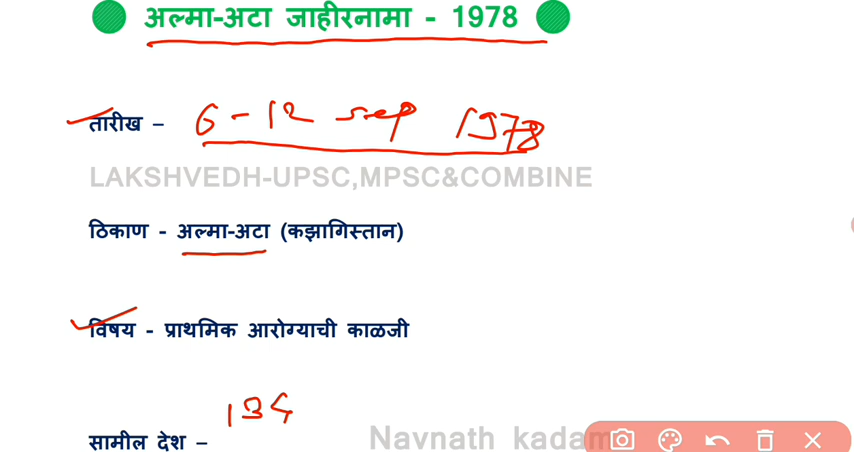 अल्मा-अटा जाहीरनामा - 1978
तारीख – 6 - 12 sep 1978
LAKSHVEDH-UPSC,MPSC&COMBINE
ठिकाण - अल्मा-अटा (कझागिस्तान)
विषय - प्राथमिक आरोग्याची काळजी
सामील देश – 134
Navnath kadam